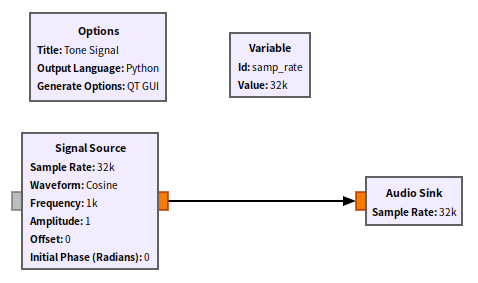 Options
Title: Tone Signal
Output Language: Python
Generate Options: QT GUI
Variable
Id: samp_rate
Value: 32k
Signal Source
Sample Rate: 32k
Waveform: Cosine
Frequency: 1k
Amplitude: 1
Offset: 0
Initial Phase (Radians): 0
Audio Sink
Sample Rate: 32k